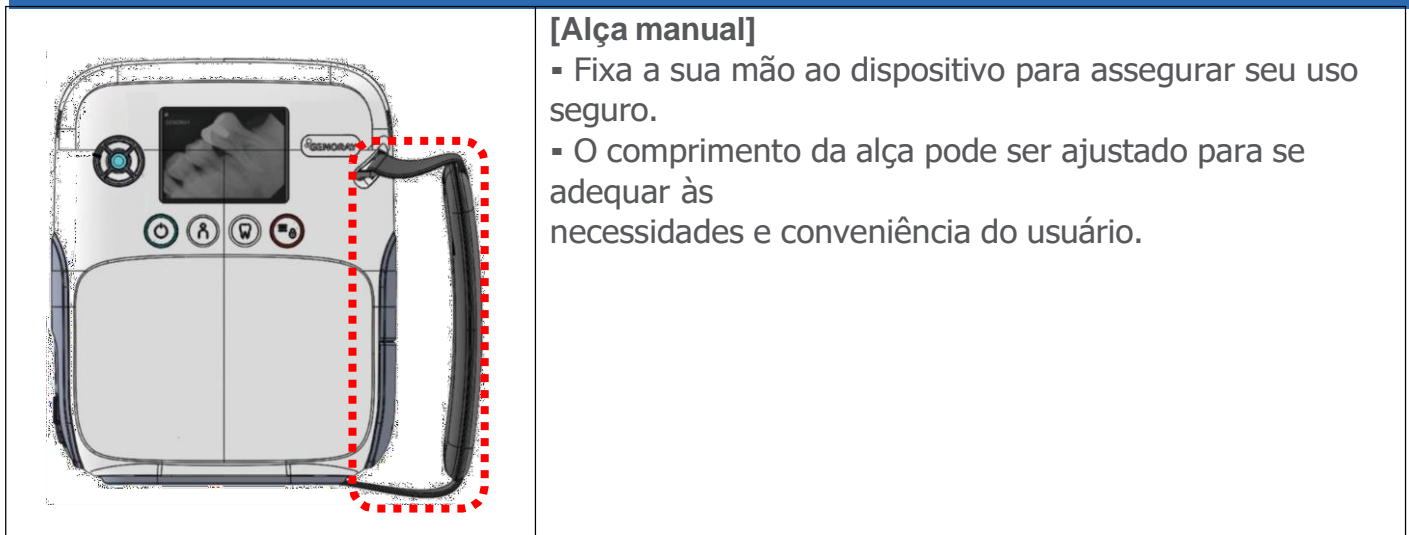 [Alça manual]
▪ Fixa a sua mão ao dispositivo para assegurar seu uso
seguro.
▪ O comprimento da alça pode ser ajustado para se
adequar às
necessidades e conveniência do usuário.
GENORAY
GENORAY